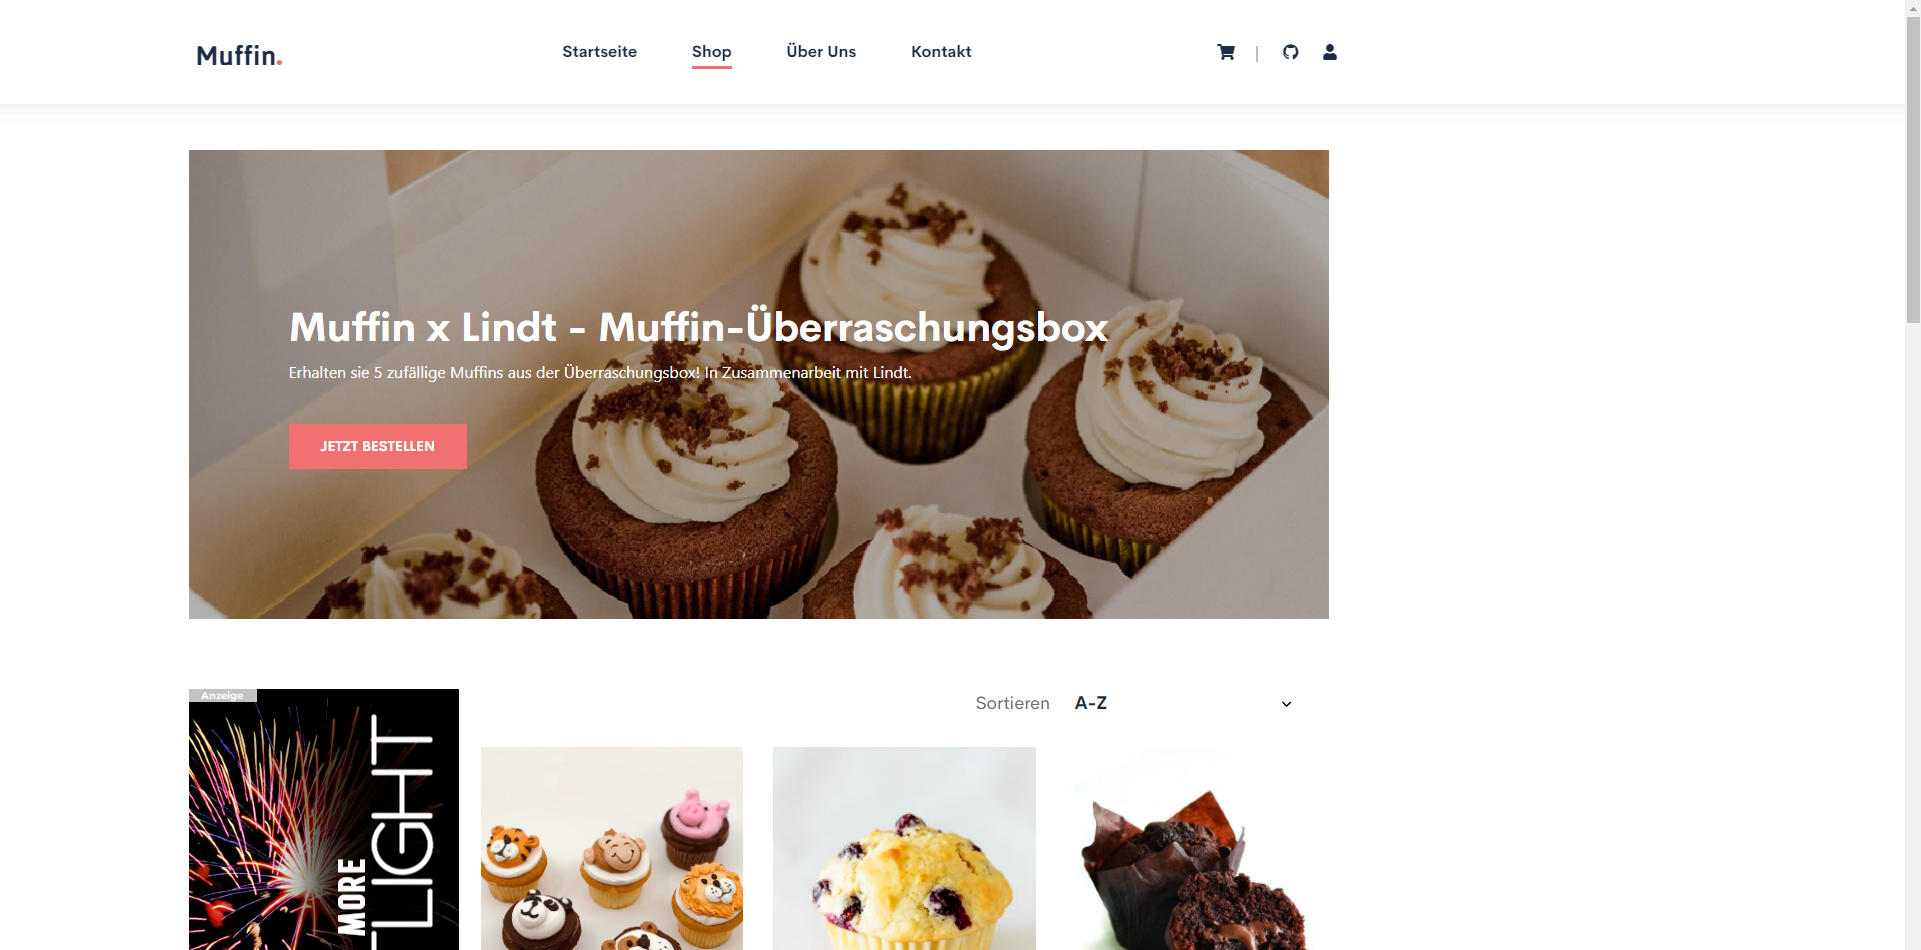 Muffin.
Startseite
Shop
Über Uns
Kontakt
|
Muffin x Lindt - Muffin-Überraschungsbox
Erhalten sie 5 zufällige Muffins aus der Überraschungsbox! In Zusammenarbeit mit Lindt.
JETZT BESTELLEN
Anzeige
MORE
TLIGHT
Sortieren
A-Z